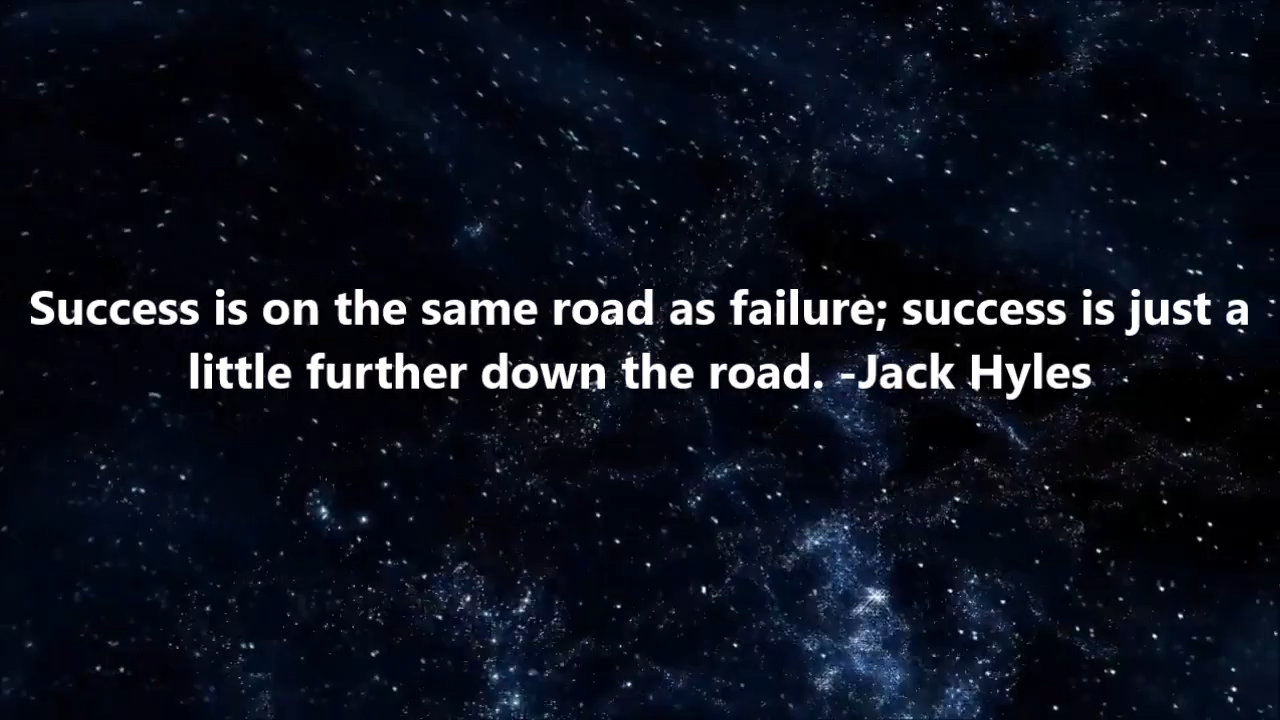 Success is on the same road as failure; success is just a
little further down the road. -Jack Hyles